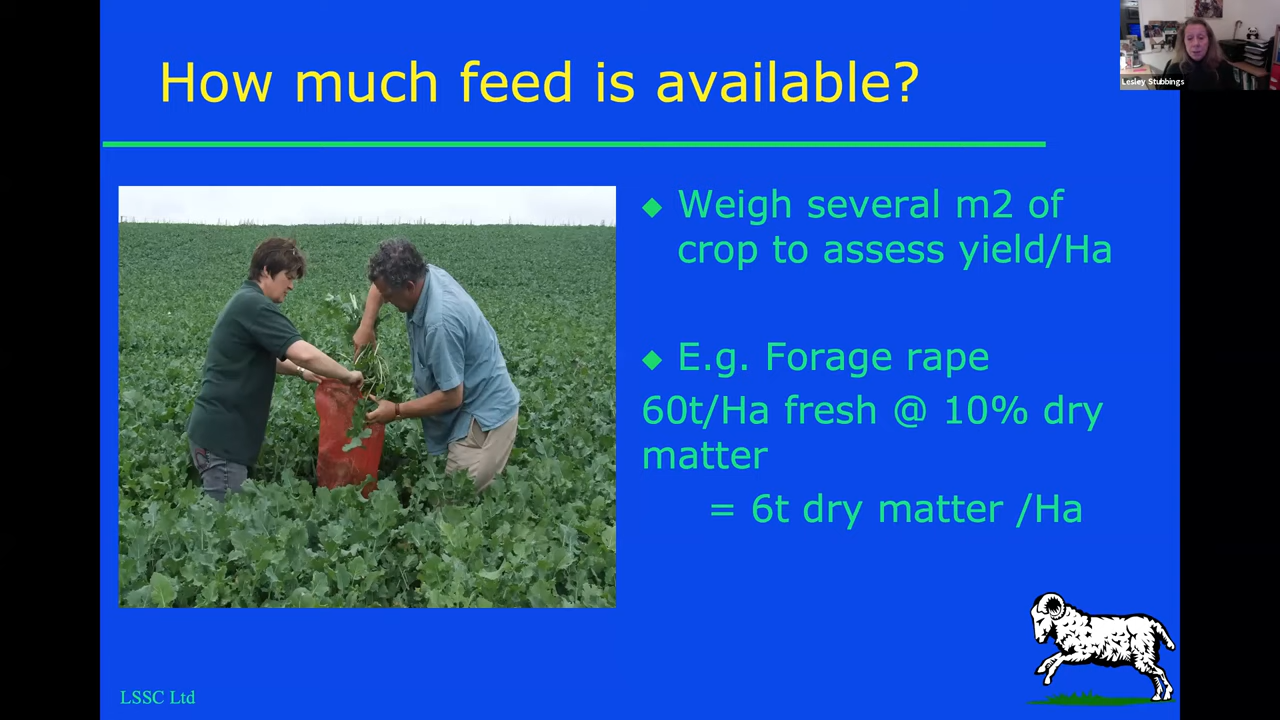 How much feed is available?
Lesley Stubbings
◆ Weigh several m2 of
crop to assess yield/Ha
◆ E.g. Forage rape
60t/Ha fresh @ 10% dry
matter
= 6t dry matter /Ha
LSSC Ltd